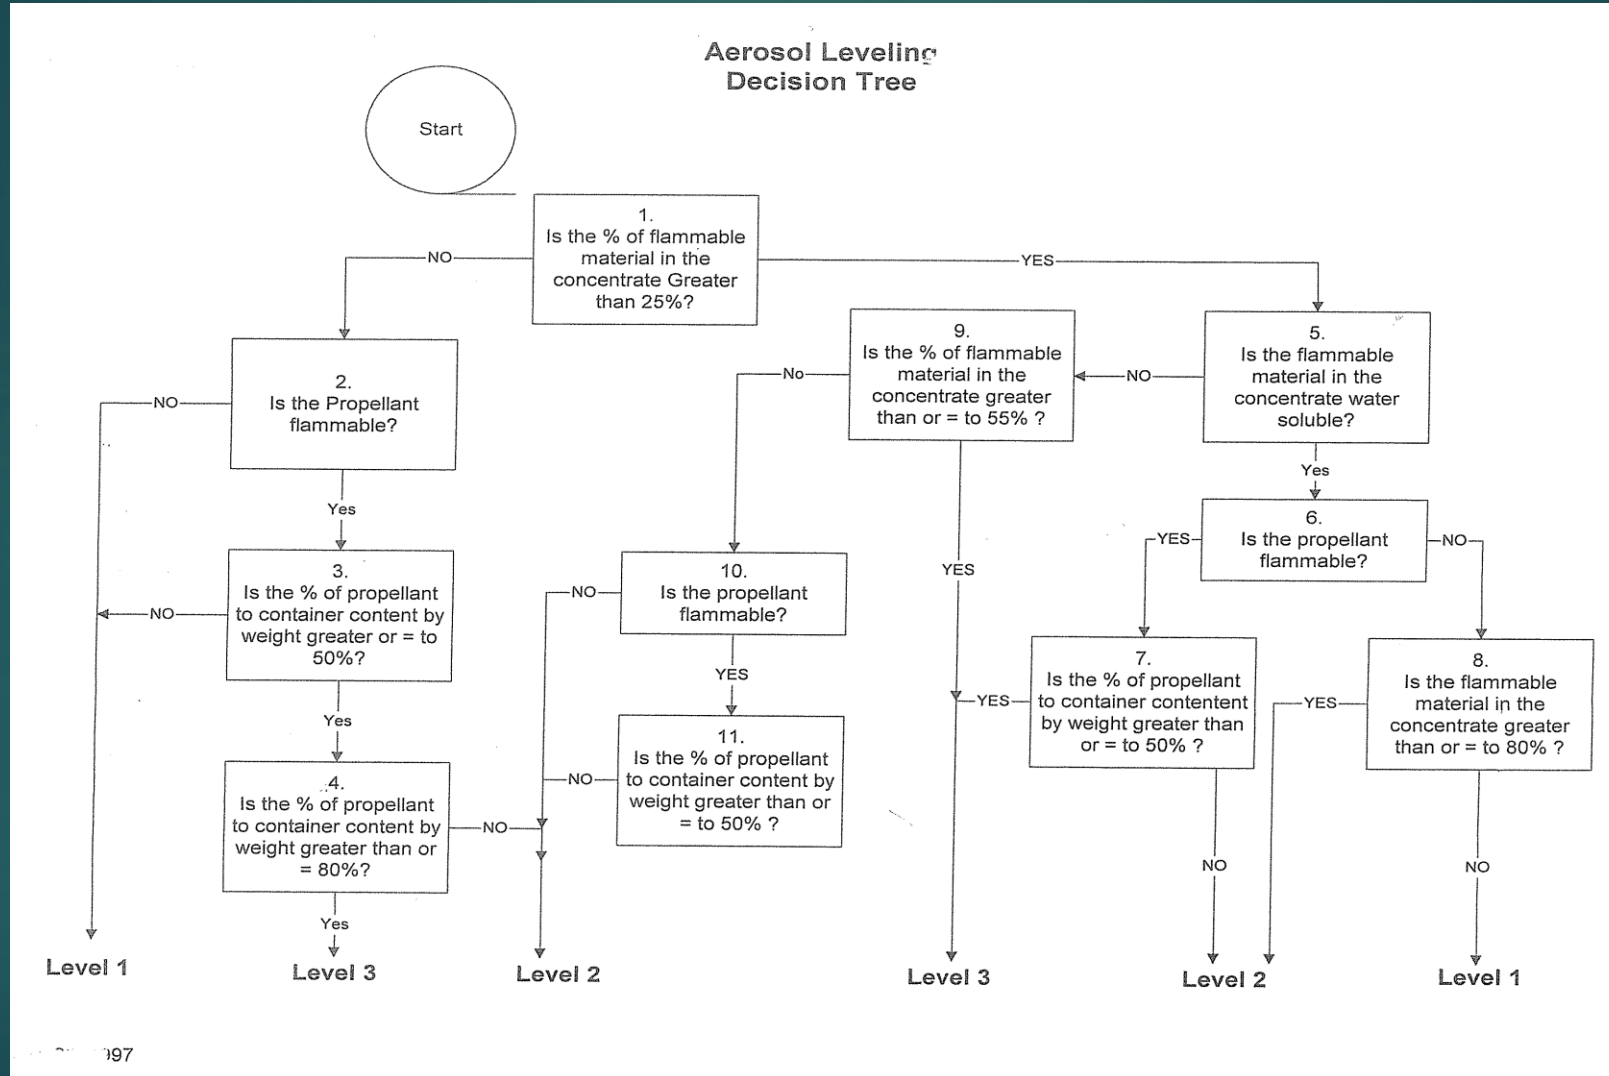 Aerosol Leveling
Decision Tree
Start
1.
Is the % of flammable
material in the
concentrate Greater
than 25%?
NO
YES
2.
Is the Propellant
flammable?
NO
Yes
3.
Is the % of propellant
to container content by
weight greater or = to
50%?
NO
Yes
4.
Is the % of propellant
to container content by
weight greater than or
= 80%?
NO
Yes
5.
Is the flammable
material in the
concentrate water
soluble?
NO
Yes
6.
Is the propellant
flammable?
YES
NO
7.
Is the % of propellant
to container contentent
by weight greater than
or = to 50% ?
YES
NO
8.
Is the flammable
material in the
concentrate greater
than or = to 80% ?
YES
NO
9.
Is the % of flammable
material in the
concentrate greater
than or = to 55% ?
No
YES
10.
Is the propellant
flammable?
NO
YES
11.
Is the % of propellant
to container content by
weight greater than or
= to 50% ?
NO
Level 1
Level 3
Level 2
Level 3
Level 2
Level 1